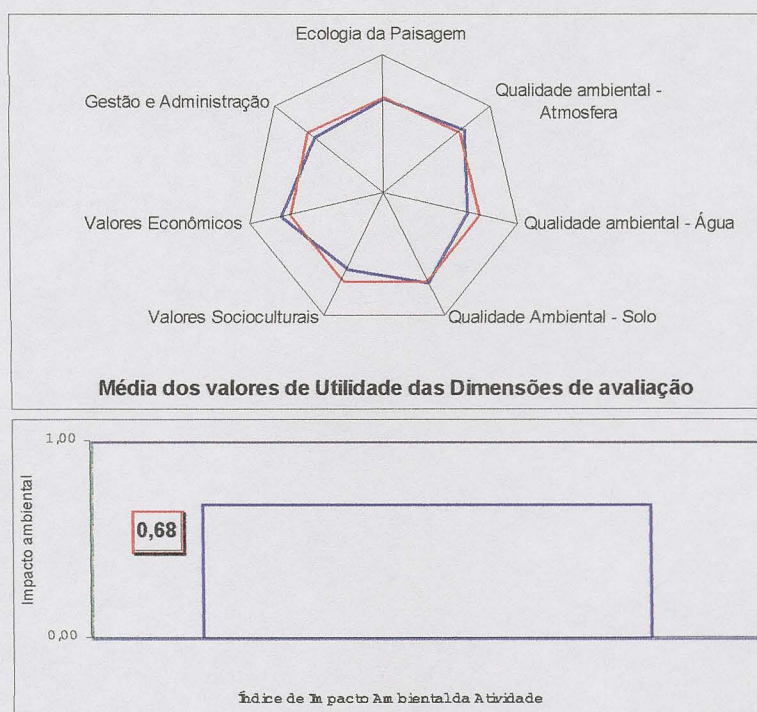 Ecologia da Paisagem
Gestão e Administração
Qualidade ambiental -
Atmosfera
Valores Econômicos
Qualidade ambiental - Água
Valores Socioculturais
Qualidade Ambiental - Solo
Média dos valores de Utilidade das Dimensões de avaliação
1,00
Impacto ambiental
0,68
0,00
Índice de Impacto Ambiental da Atividade